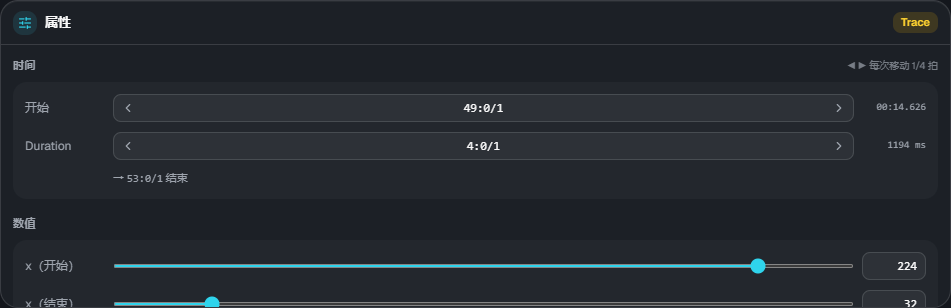 属性 Trace
时间 ◀ ▶ 每次移动 1/4 拍
开始 49:0/1 00:14.626
Duration 4:0/1 1194 ms
→ 53:0/1 结束
数值
x (开始) 224
x (结束) 32